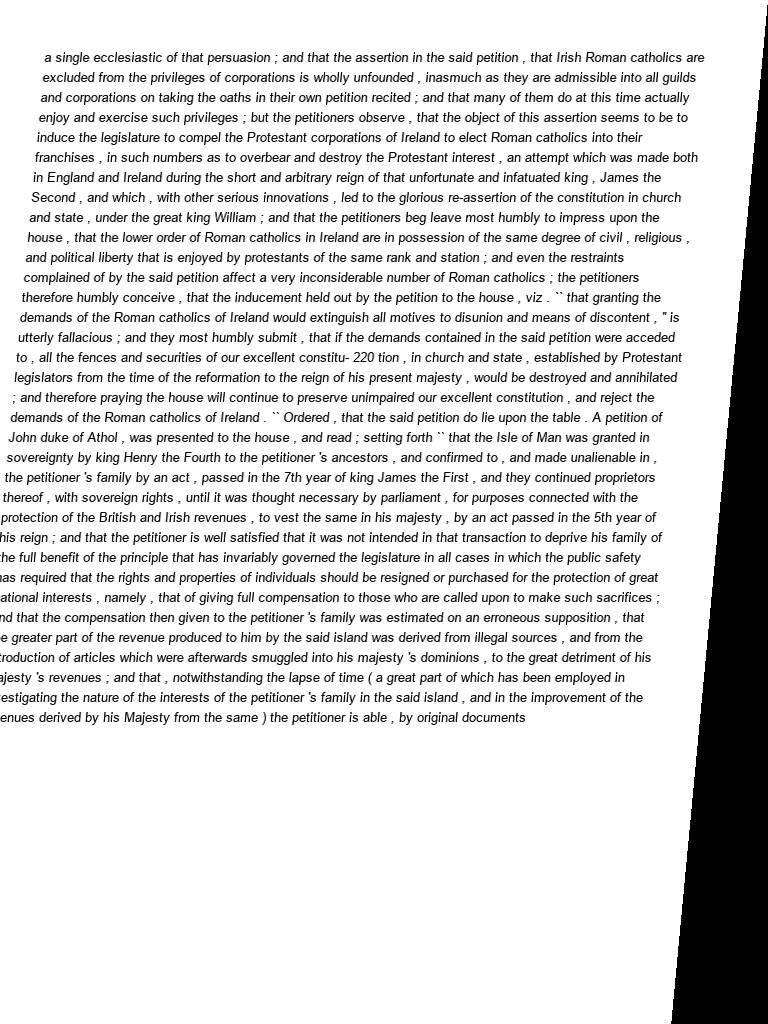 a single ecclesiastic of that persuasion ; and that the assertion in the said petition , that Irish Roman catholics are
excluded from the privileges of corporations is wholly unfounded , inasmuch as they are admissible into all guilds
and corporations on taking the oaths in their own petition recited ; and that many of them do at this time actually
enjoy and exercise such privileges ; but the petitioners observe , that the object of this assertion seems to be to
induce the legislature to compel the Protestant corporations of Ireland to elect Roman catholics into their
franchises , in such numbers as to overbear and destroy the Protestant interest , an attempt which was made both
in England and Ireland during the short and arbitrary reign of that unfortunate and infatuated king , James the
Second , and which , with other serious innovations , led to the glorious re-assertion of the constitution in church
and state , under the great king William ; and that the petitioners beg leave most humbly to impress upon the
house , that the lower order of Roman catholics in Ireland are in possession of the same degree of civil , religious ,
and political liberty that is enjoyed by protestants of the same rank and station ; and even the restraints
complained of by the said petition affect a very inconsiderable number of Roman catholics ; the petitioners
therefore humbly conceive , that the inducement held out by the petition to the house , viz . `` that granting the
demands of the Roman catholics of Ireland would extinguish all motives to disunion and means of discontent , '' is
utterly fallacious ; and they most humbly submit , that if the demands contained in the said petition were acceded
to , all the fences and securities of our excellent constitu- 220 tion , in church and state , established by Protestant
legislators from the time of the reformation to the reign of his present majesty , would be destroyed and annihilated
; and therefore praying the house will continue to preserve unimpaired our excellent constitution , and reject the
demands of the Roman catholics of Ireland . `` Ordered , that the said petition do lie upon the table . A petition of
John duke of Athol , was presented to the house , and read ; setting forth `` that the Isle of Man was granted in
sovereignty by king Henry the Fourth to the petitioner 's ancestors , and confirmed to , and made unalienable in ,
the petitioner 's family by an act , passed in the 7th year of king James the First , and they continued proprietors
thereof , with sovereign rights , until it was thought necessary by parliament , for purposes connected with the
protection of the British and Irish revenues , to vest the same in his majesty , by an act passed in the 5th year of
his reign ; and that the petitioner is well satisfied that it was not intended in that transaction to deprive his family of
the full benefit of the principle that has invariably governed the legislature in all cases in which the public safety
has required that the rights and properties of individuals should be resigned or purchased for the protection of great
ational interests , namely , that of giving full compensation to those who are called upon to make such sacrifices ;
nd that the compensation then given to the petitioner 's family was estimated on an erroneous supposition , that
e greater part of the revenue produced to him by the said island was derived from illegal sources , and from the
troduction of articles which were afterwards smuggled into his majesty 's dominions , to the great detriment of his
ajesty 's revenues ; and that , notwithstanding the lapse of time ( a great part of which has been employed in
estigating the nature of the interests of the petitioner 's family in the said island , and in the improvement of the
enues derived by his Majesty from the same ) the petitioner is able , by original documents